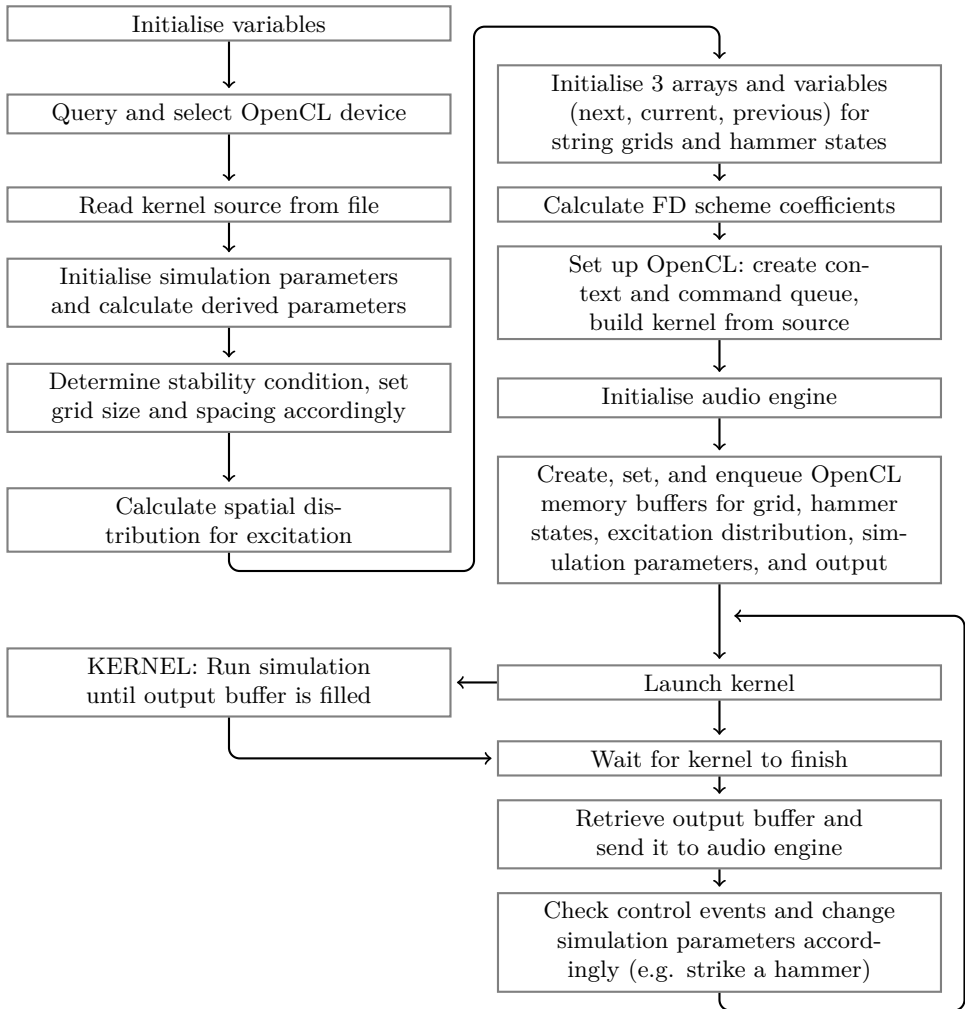 Initialise variables
Query and select OpenCL device
Read kernel source from file
Initialise simulation parameters
and calculate derived parameters
Determine stability condition, set
grid size and spacing accordingly
Calculate spatial dis-
tribution for excitation
Initialise 3 arrays and variables
(next, current, previous) for
string grids and hammer states
Calculate FD scheme coefficients
Set up OpenCL: create con-
text and command queue,
build kernel from source
Initialise audio engine
Create, set, and enqueue OpenCL
memory buffers for grid, hammer
states, excitation distribution, sim-
ulation parameters, and output
Launch kernel
KERNEL: Run simulation
until output buffer is filled
Wait for kernel to finish
Retrieve output buffer and
send it to audio engine
Check control events and change
simulation parameters accord-
ingly (e.g. strike a hammer)